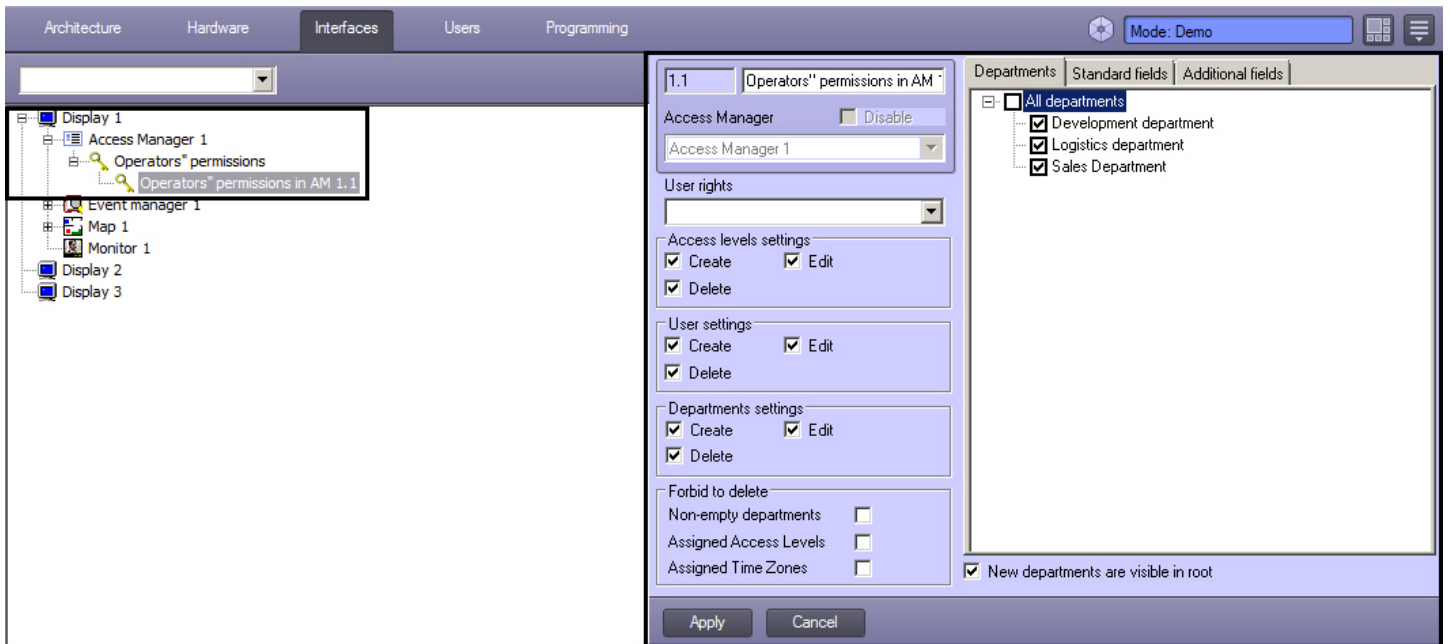 Architecture Hardware Interfaces Users Programming Mode: Demo
Display 1
Access Manager 1
Operators" permissions
Operators" permissions in AM 1.1
Event manager 1
Map 1
Monitor 1
Display 2
Display 3
1.1 Operators'' permissions in AM
Access Manager Disable
Access Manager 1
User rights
Access levels settings
Create Edit
Delete
User settings
Create Edit
Delete
Departments settings
Create Edit
Delete
Forbid to delete
Non-empty departments
Assigned Access Levels
Assigned Time Zones
Apply Cancel
Departments Standard fields Additional fields
All departments
Development department
Logistics department
Sales Department
New departments are visible in root